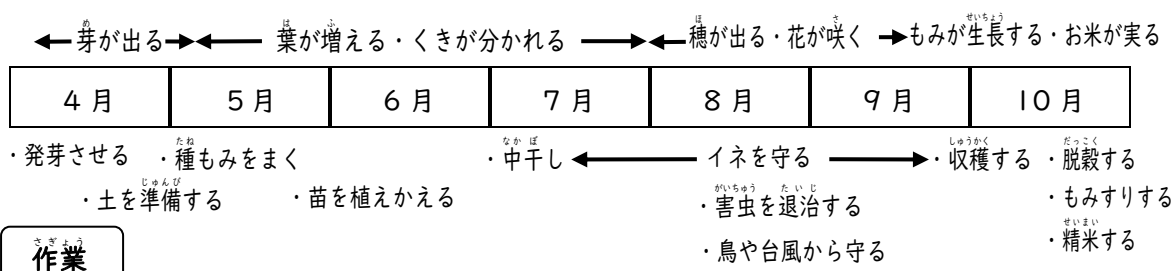 芽が出る 葉が増える・くきが分かれる 穂が出る・花が咲く もみが生長する・お米が実る
4月 5月 6月 7月 8月 9月 10月
・発芽させる ・種もみをまく ・中干し イネを守る ・収穫する ・脱穀する
・土を準備する ・苗を植えかえる ・害虫を退治する ・もみすりする
・鳥や台風から守る ・精米する
作業